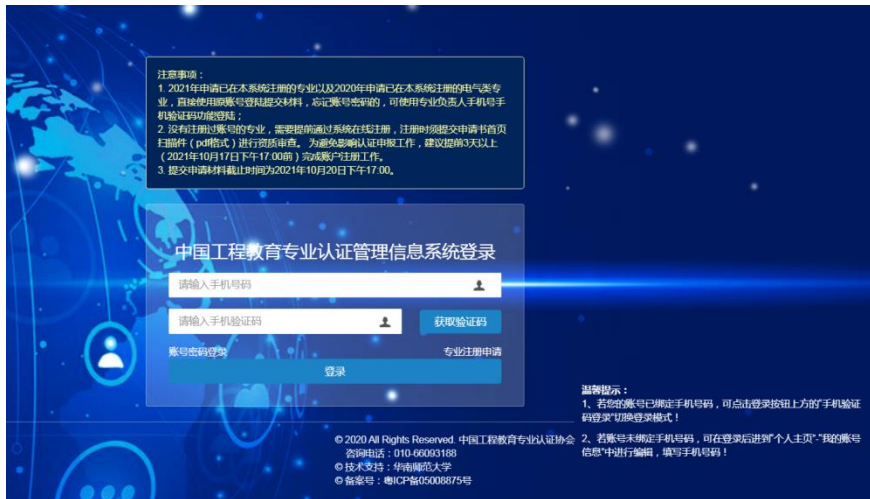 注意事项：
1. 2021年申请已在本系统注册的专业以及2020年申请已在本系统注册的电气类专
业，直接使用原账号登陆提交材料，忘记账号密码的，可使用专业负责人手机号手
机验证码功能登陆；
2. 没有注册过账号的专业，需要提前通过系统在线注册，注册时须提交申请书首页
扫描件（pdf格式）进行资质审查。 为避免影响认证申报工作，建议提前3天以上
（2021年10月17日下午17:00前）完成账户注册工作。
3. 提交申请材料截止时间为2021年10月20日下午17:00。
中国工程教育专业认证管理信息系统登录
请输入手机号码
请输入手机验证码
获取验证码
账号密码登录
专业注册申请
登录
温馨提示：
1、若您的账号已绑定手机号码，可点击登录按钮上方的"手机验证
码登录"切换登录模式！
2、若账号未绑定手机号码，可在登录后进到"个人主页"-"我的账号
信息"中进行编辑，填写手机号码！
© 2020 All Rights Reserved. 中国工程教育专业认证协会
咨询电话：010-66093188
© 技术支持：华南师范大学
© 备案号：粤ICP备05008875号